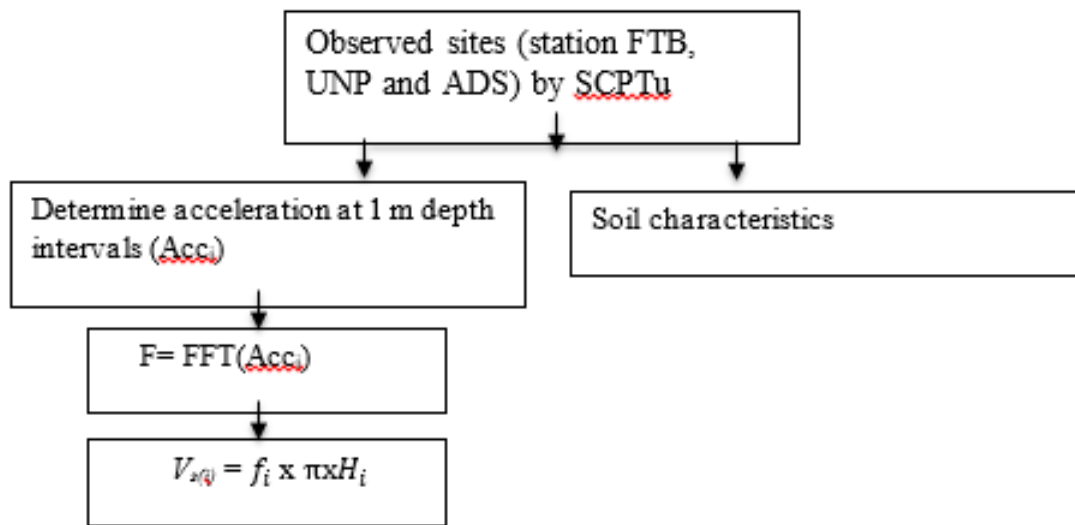 Observed sites (station FTB,
UNP and ADS) by SCPTu
Determine acceleration at 1 m depth
intervals (Acci)
Soil characteristics
F= FFT(Acci)
Vs(i) = fi x πxHi